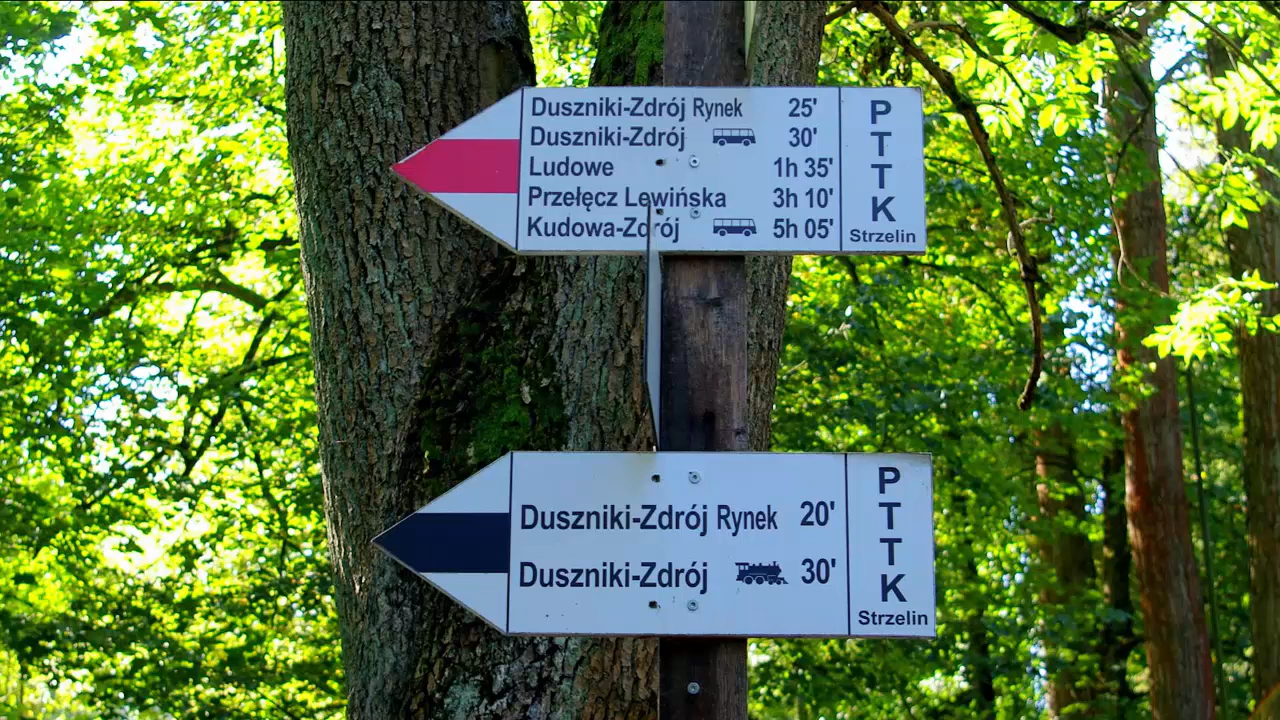 Duszniki-Zdrój Rynek 25'
Duszniki-Zdrój 30'
Ludowe 1h 35'
Przełęcz Lewińska 3h 10'
Kudowa-Zdrój 5h 05'
PTTK
Strzelin
Duszniki-Zdrój Rynek 20'
Duszniki-Zdrój 30'
PTTK
Strzelin